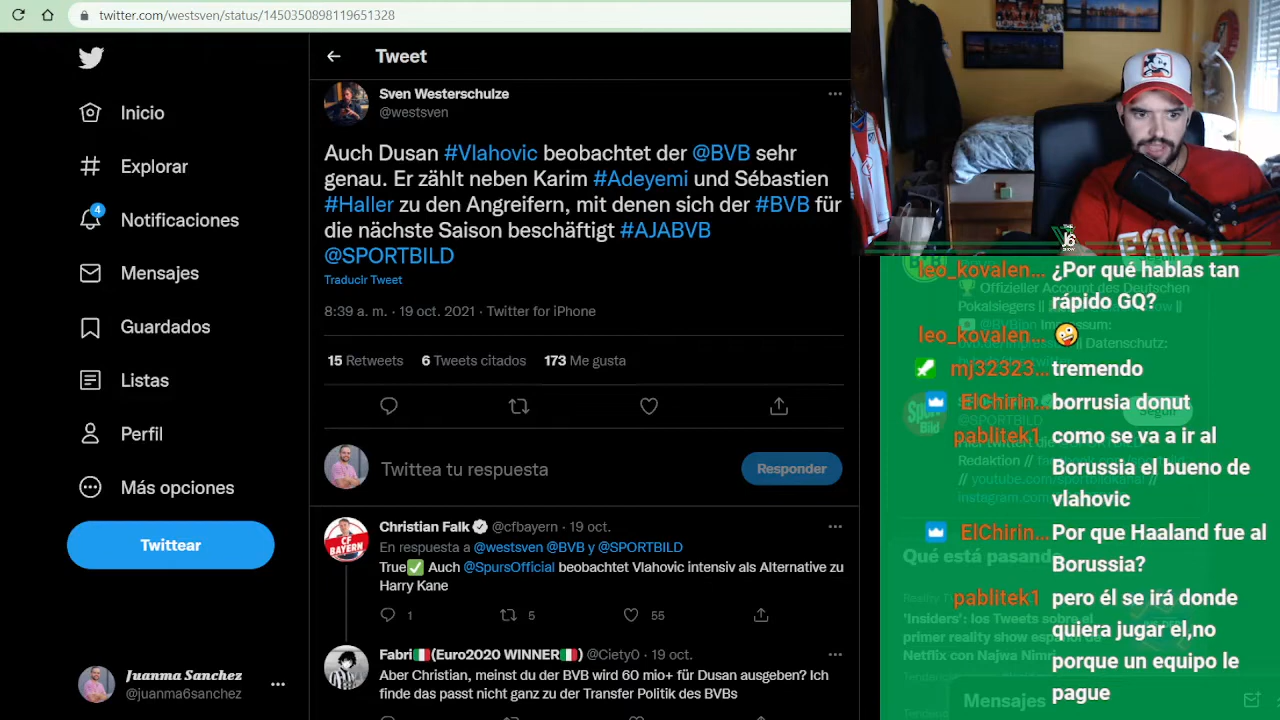 twitter.com/westsven/status/1450350898119651328
Tweet
Inicio
Explorar
4
Notificaciones
Mensajes
Guardados
Listas
Perfil
Más opciones
Twittear
Juanma Sanchez
@juanma6sanchez
Sven Westerschulze
@westsven
Auch Dusan #Vlahovic beobachtet der @BVB sehr
genau. Er zählt neben Karim #Adeyemi und Sébastien
#Haller zu den Angreifern, mit denen sich der #BVB für
die nächste Saison beschäftigt #AJABVB
@SPORTBILD
Traducir Tweet
8:39 a. m. · 19 oct. 2021 · Twitter for iPhone
15 Retweets 6 Tweets citados 173 Me gusta
Twittea tu respuesta
Responder
Christian Falk @cfbayern · 19 oct.
En respuesta a @westsven @BVB y @SPORTBILD
True✅ Auch @SpursOfficial beobachtet Vlahovic intensiv als Alternative zu
Harry Kane
1 5 55
Fabri🇮🇹(Euro2020 WINNER🇮🇹) @Ciety0 · 19 oct.
Aber Christian, meinst du der BVB wird 60 mio+ für Dusan ausgeben? Ich
finde das passt nicht ganz zu der Transfer Politik des BVBs
leo_kovalen... ¿Por qué hablas tan
rápido GQ?
leo_kovalen... 🤪
mj32323... tremendo
ElChirin... borrusia donut
pablitek1 como se va a ir al
Borussia el bueno de
vlahovic
ElChirin... Por que Haaland fue al
Borussia?
pablitek1 pero él se irá donde
quiera jugar el,no
porque un equipo le
pague
Offizieller Account des Deutschen
Pokalsiegers ||
@SPORTBILD
Seguir
Redaktion //
// youtube.com/sportbildkanal //
Qué está pasando
'Insiders': los Tweets sobre el
primer reality show español de
Netflix con Najwa Nimri
Mensajes